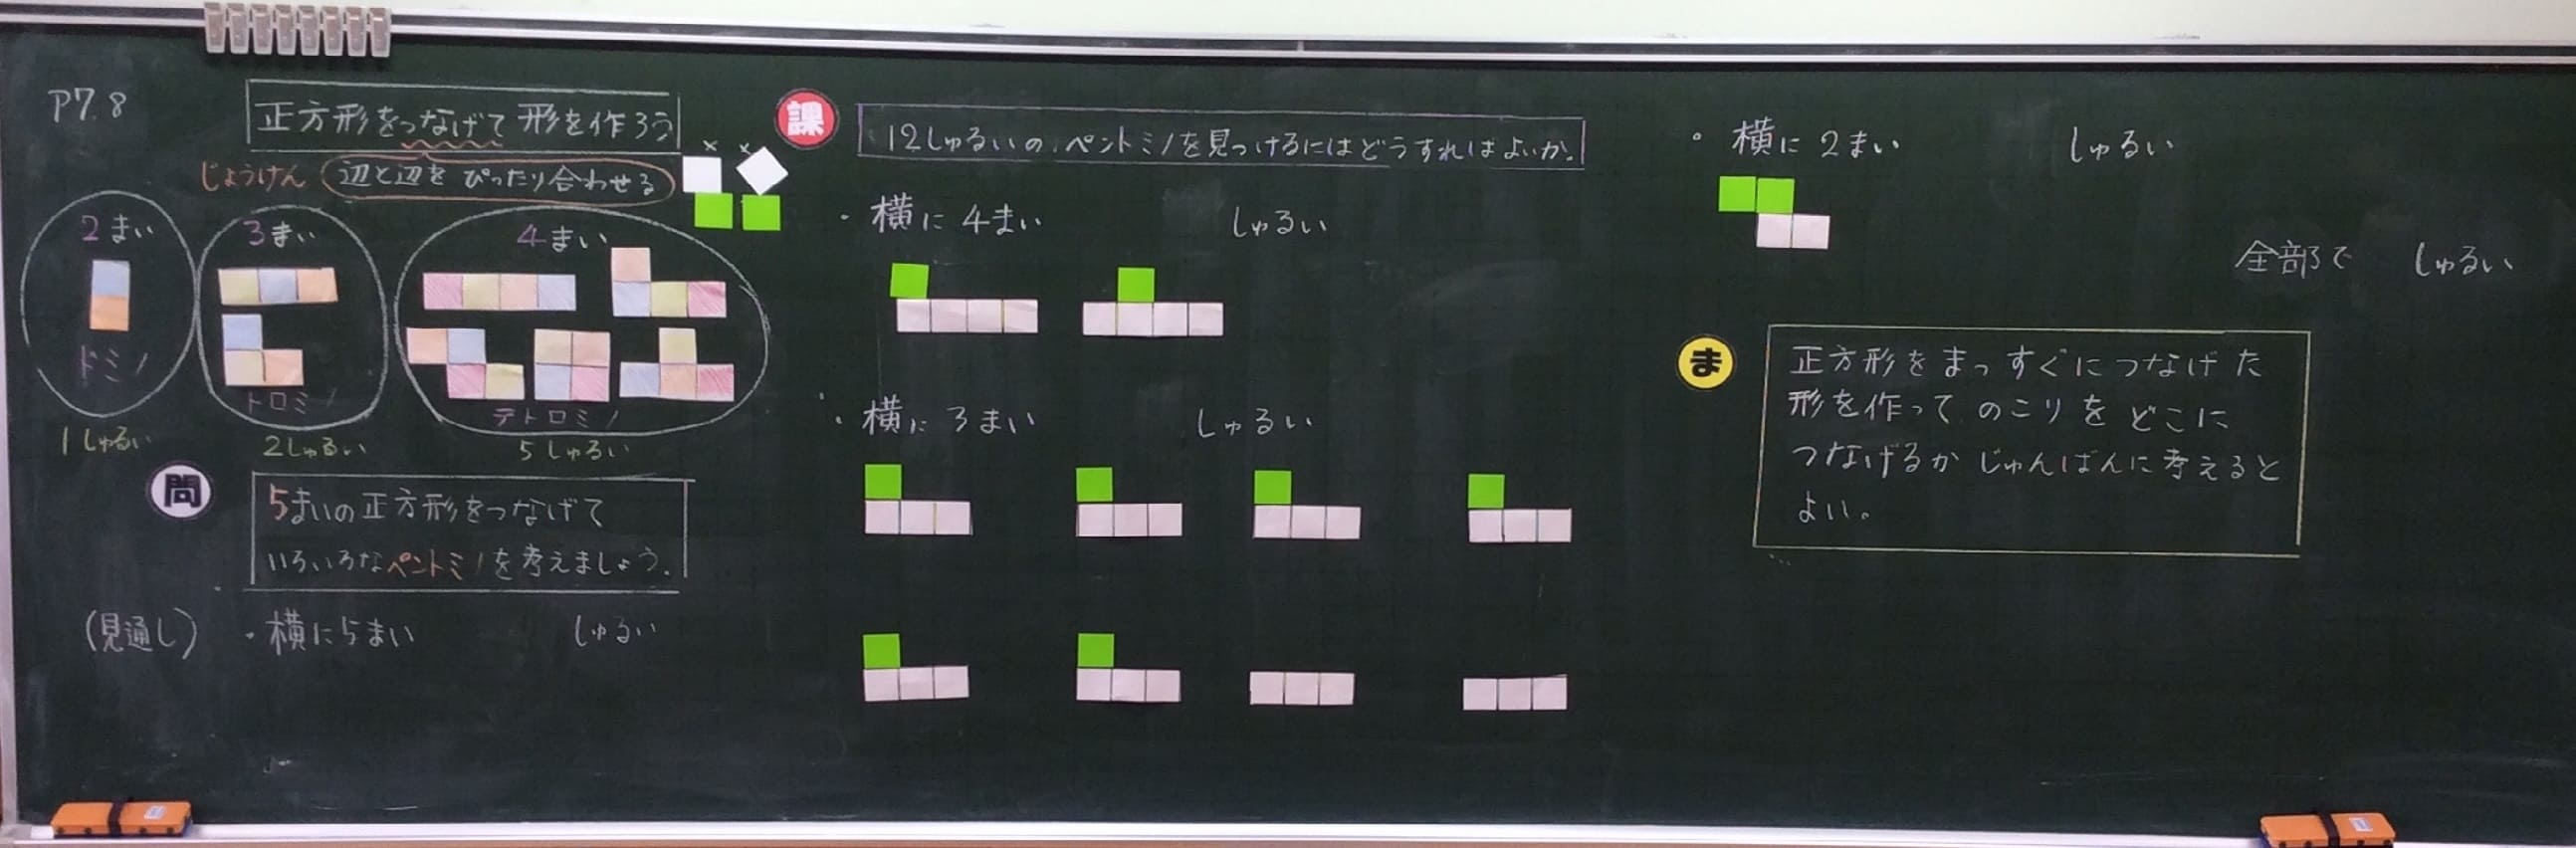 P7.8
正方形をつなげて形を作ろう
じょうけん 辺と辺をぴったり合わせる
× ×
2まい
ドミノ
1しゅるい
3まい
トロミノ
2しゅるい
4まい
テトロミノ
5しゅるい
問
5まいの正方形をつなげて
いろいろなペントミノを考えましょう。
(見通し) ・横に5まい しゅるい
課
12しゅるいのペントミノを見つけるにはどうすればよいか。
・横に4まい しゅるい
・横に3まい しゅるい
・横に2まい しゅるい
全部で しゅるい
ま
正方形をまっすぐにつなげた
形を作ってのこりをどこに
つなげるかじゅんばんに考えると
よい。